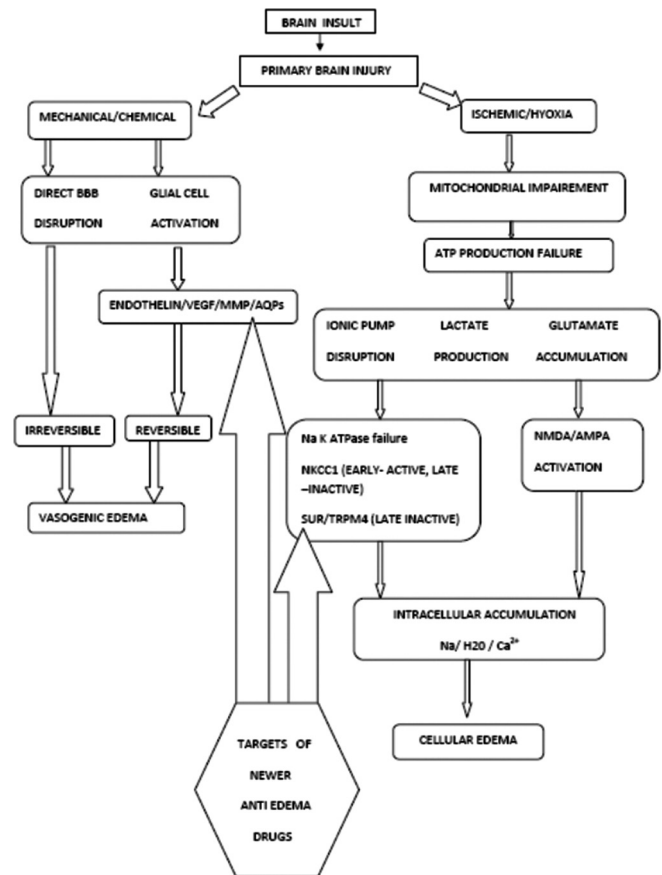 BRAIN INSULT
PRIMARY BRAIN INJURY
MECHANICAL/CHEMICAL
ISCHEMIC/HYOXIA
DIRECT BBB GLIAL CELL
DISRUPTION ACTIVATION
MITOCHONDRIAL IMPAIREMENT
ATP PRODUCTION FAILURE
ENDOTHELIN/VEGF/MMP/AQPs
IONIC PUMP LACTATE GLUTAMATE
DISRUPTION PRODUCTION ACCUMULATION
IRREVERSIBLE
REVERSIBLE
Na K ATPase failure
NKCC1 (EARLY- ACTIVE, LATE
–INACTIVE)
SUR/TRPM4 (LATE INACTIVE)
NMDA/AMPA
ACTIVATION
VASOGENIC EDEMA
INTRACELLULAR ACCUMULATION
Na/ H20 / Ca²⁺
CELLULAR EDEMA
TARGETS OF
NEWER
ANTI EDEMA
DRUGS